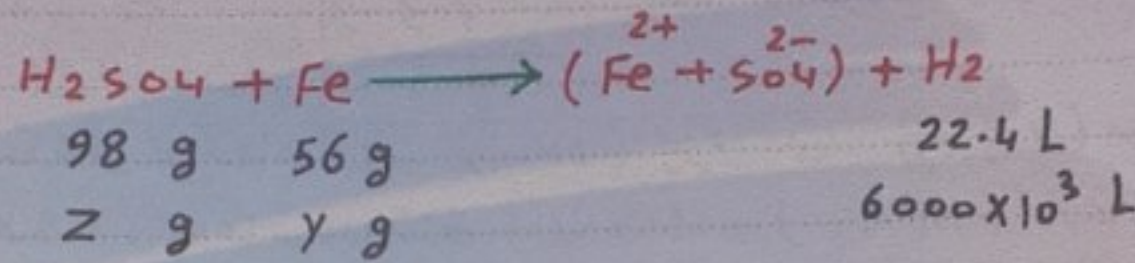 H2SO4 + Fe → (Fe²⁺ + SO4²⁻) + H2
98 g 56 g 22.4 L
Z g y g 6000×10³ L